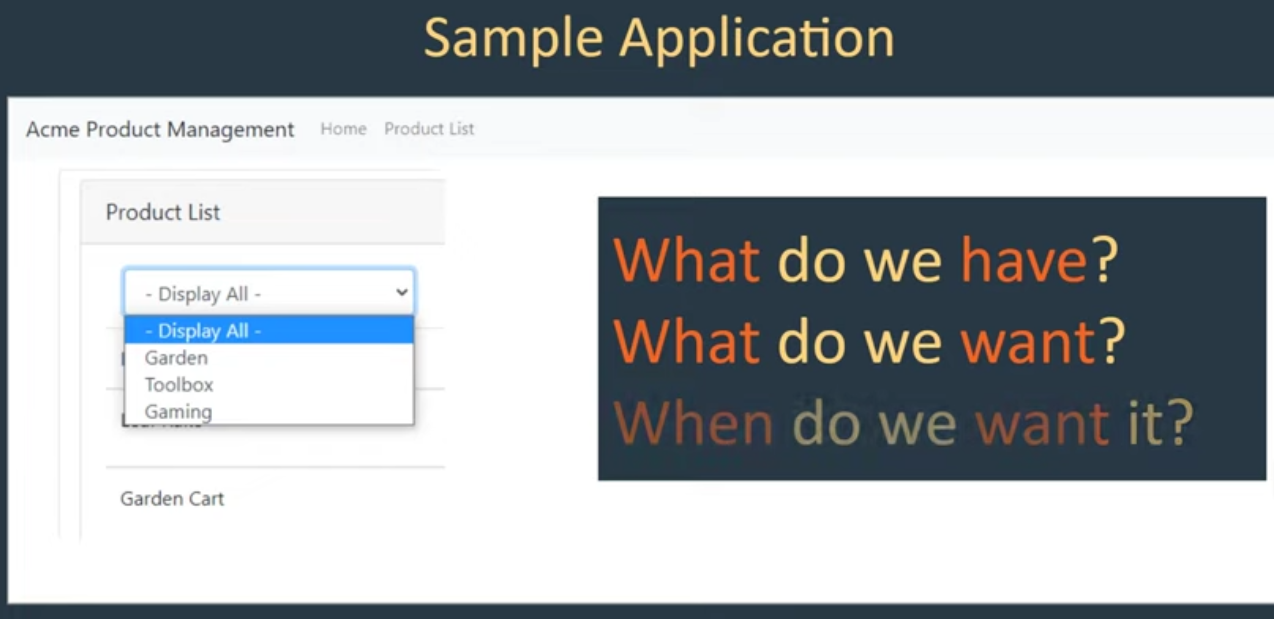 Sample Application
Acme Product Management Home Product List
Product List
- Display All -
- Display All -
Garden
Toolbox
Gaming
Garden Cart
What do we have?
What do we want?
When do we want it?